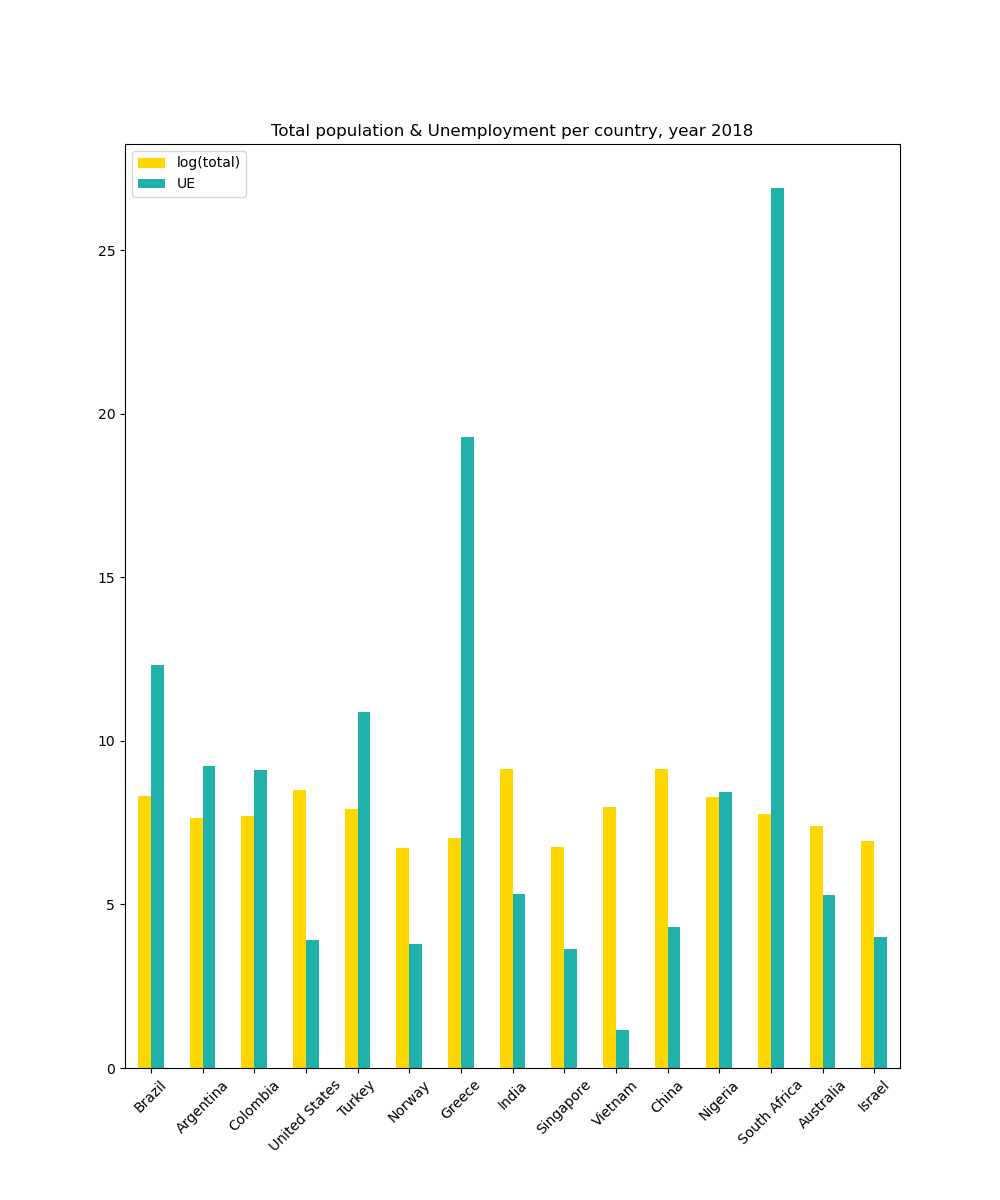 Total population & Unemployment per country, year 2018
log(total)
UE
25
20
15
10
5
0
Brazil
Argentina
Colombia
United States
Turkey
Norway
Greece
India
Singapore
Vietnam
China
Nigeria
South Africa
Australia
Israel